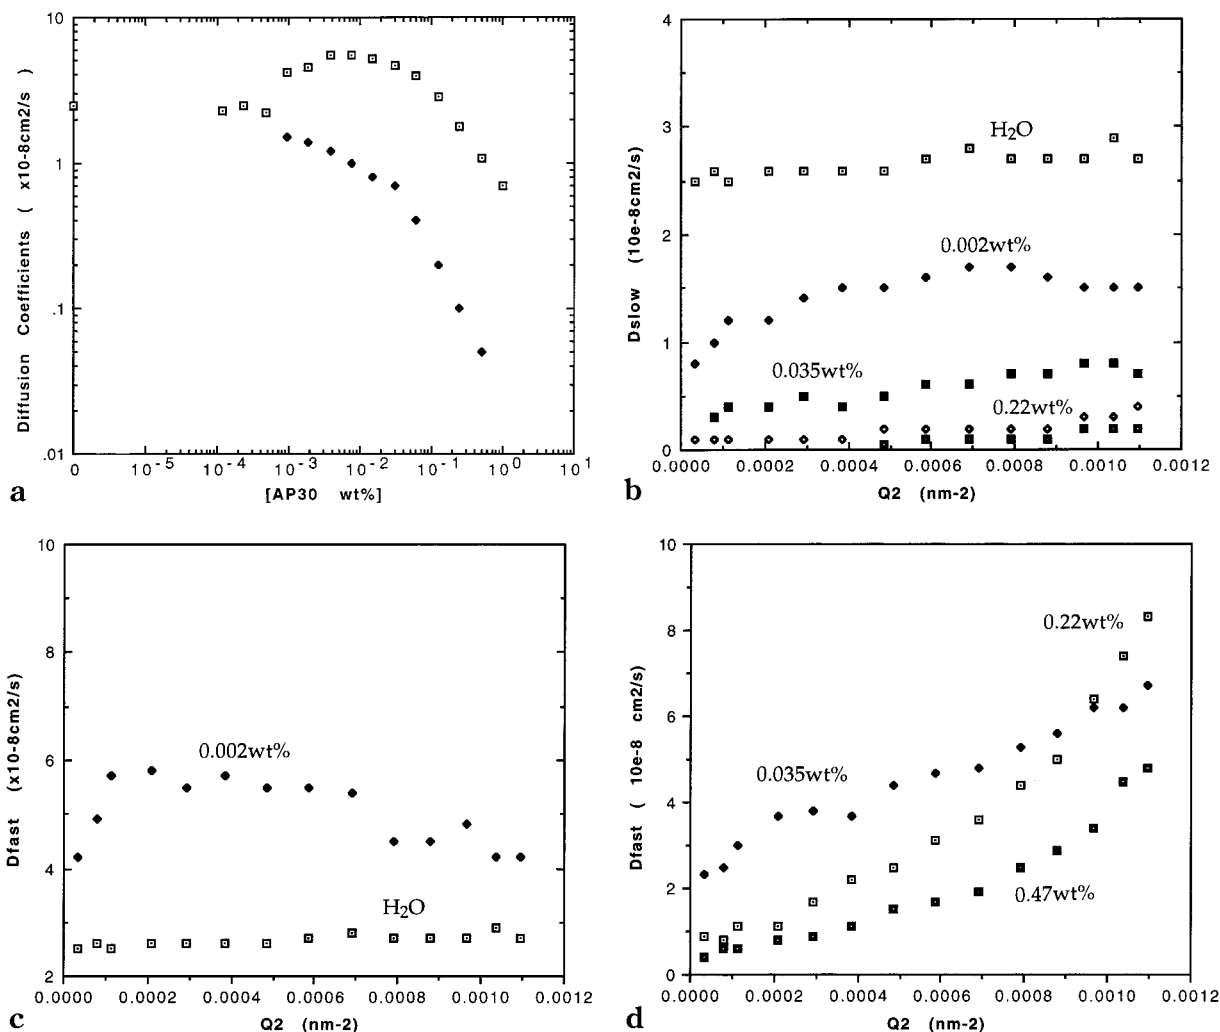 10
1
.1
.01
Diffusion Coefficients ( x10-8cm2/s )
0
10-5
10-4
10-3
10-2
10-1
10 0
10 1
[AP30 wt%]
a
4
3
2
1
0
Dslow (10e-8cm2/s)
H2O
0.002wt%
0.035wt%
0.22wt%
0.0000
0.0002
0.0004
0.0006
0.0008
0.0010
0.0012
Q2 (nm-2)
b
10
8
6
4
2
Dfast (x10-8cm2/s)
0.002wt%
H2O
0.0000
0.0002
0.0004
0.0006
0.0008
0.0010
0.0012
Q2 (nm-2)
c
10
8
6
4
2
0
Dfast ( 10e-8 cm2/s)
0.22wt%
0.035wt%
0.47wt%
0.0000
0.0002
0.0004
0.0006
0.0008
0.0010
0.0012
Q2 (nm-2)
d